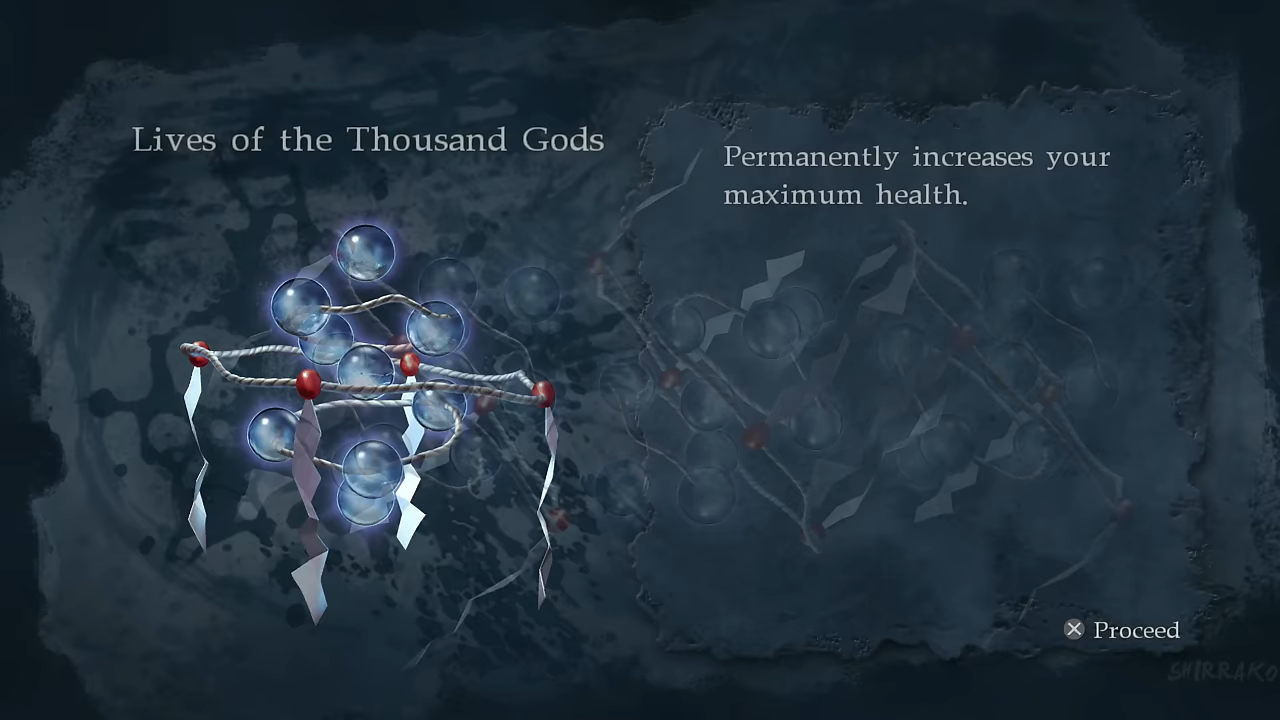 Lives of the Thousand Gods
Permanently increases your
maximum health.
Proceed
SHIRRAKO